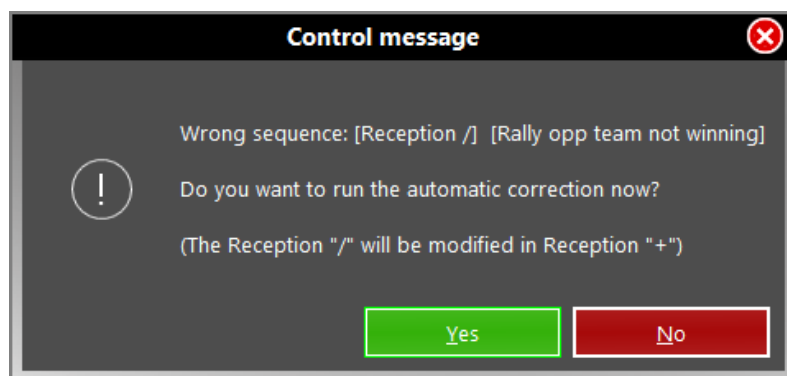 Control message
Wrong sequence: [Reception /]  [Rally opp team not winning]
!
Do you want to run the automatic correction now?
(The Reception "/" will be modified in Reception "+")
Yes
No